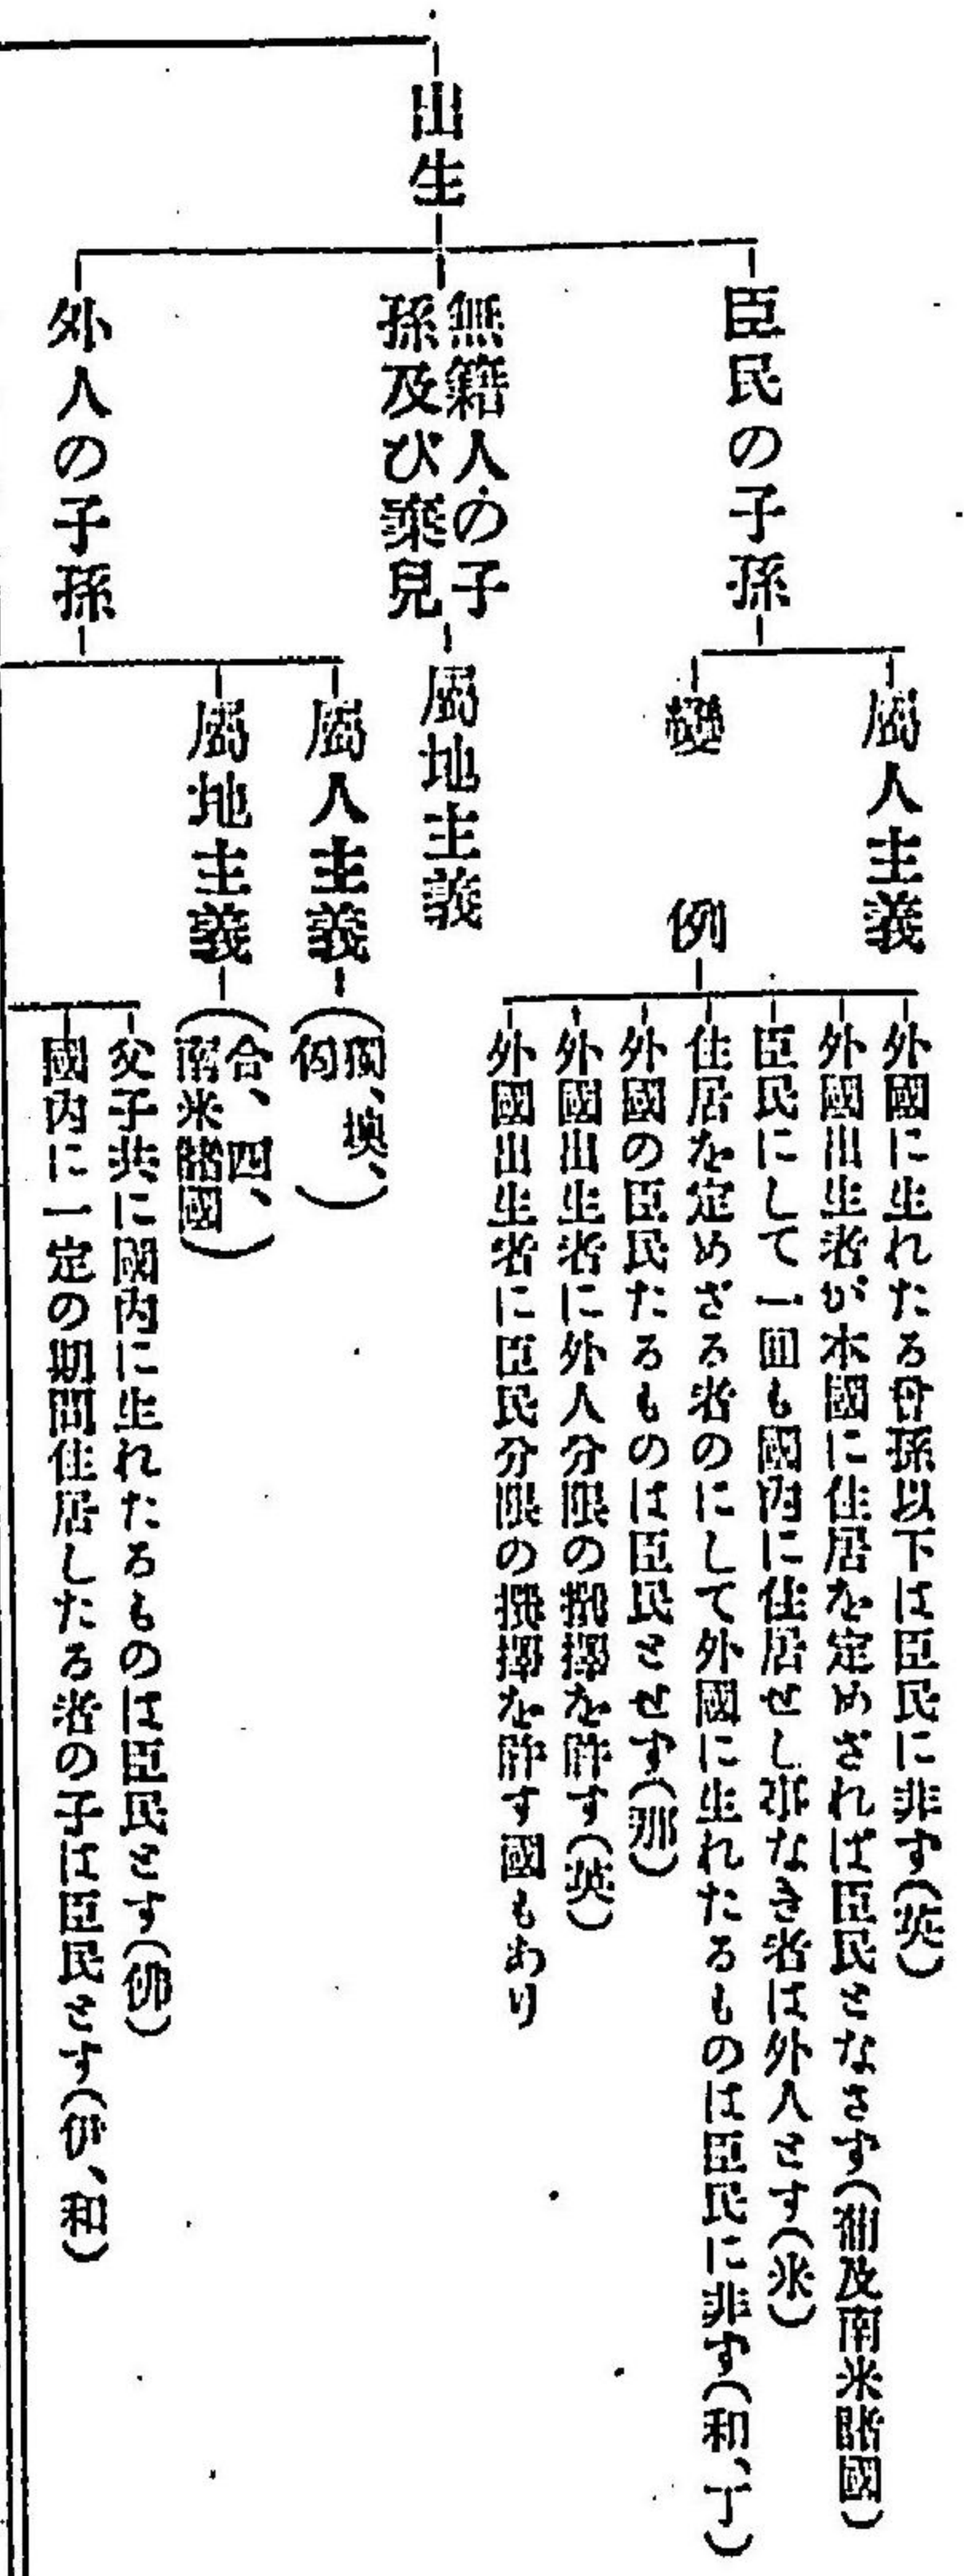 出生
臣民の子孫
屬人主義
變例
外國に生れたる曾孫以下は臣民に非ず(英)
外國出生者が本國に住居を定めざれば臣民となさず(葡及南米諸國)
臣民にして一回も國內に住居せし事なき者は外人とす(米)
住居を定めざる者のにして外國に生れたるものは臣民に非ず(和、丁)
外國の臣民たるものは臣民とせず(那)
外國出生者に外人分限の撰擇を許す(英)
外國出生者に臣民分限の撰擇を許す國もあり
無籍人の子
孫及び棄兒
屬地主義
外人の子孫
屬人主義
(獨、墺、
匈)
屬地主義
(合、四、
南米諸國)
父子共に國內に生れたるものは臣民とす(佛)
國內に一定の期間住居したる者の子は臣民とす(伊、和)